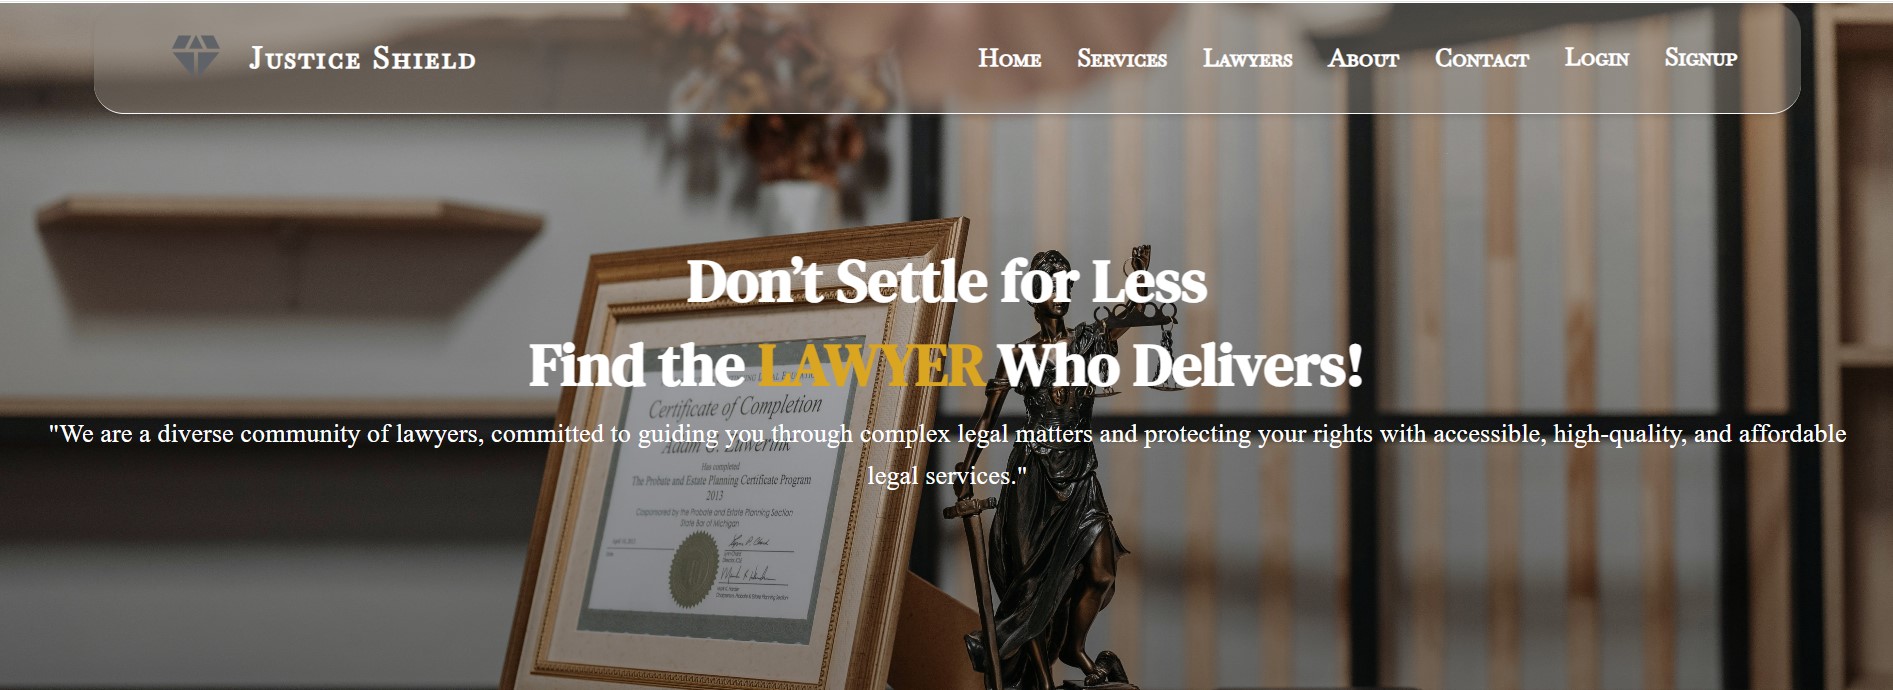 Justice Shield
Home Services Lawyers About Contact Login Signup
Don't Settle for Less
Find the LAWYER Who Delivers!
"We are a diverse community of lawyers, committed to guiding you through complex legal matters and protecting your rights with accessible, high-quality, and affordable
legal services."
Certificate of Completion
Adam G. Zuwerink
Has completed
The Probate and Estate Planning Certificate Program
2013
Cosponsored by the Probate and Estate Planning Section
State Bar of Michigan